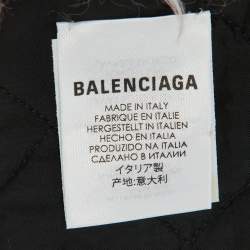 BALENCIAGA
MADE IN ITALY
FABRIQUE EN ITALIE
HERGESTELLT IN ITALIEN
HECHO EN ITALIA
PRODUZIDO NA ITALIA
СДЕЛАНО В ИТАЛИИ
イタリア製
产地:意大利